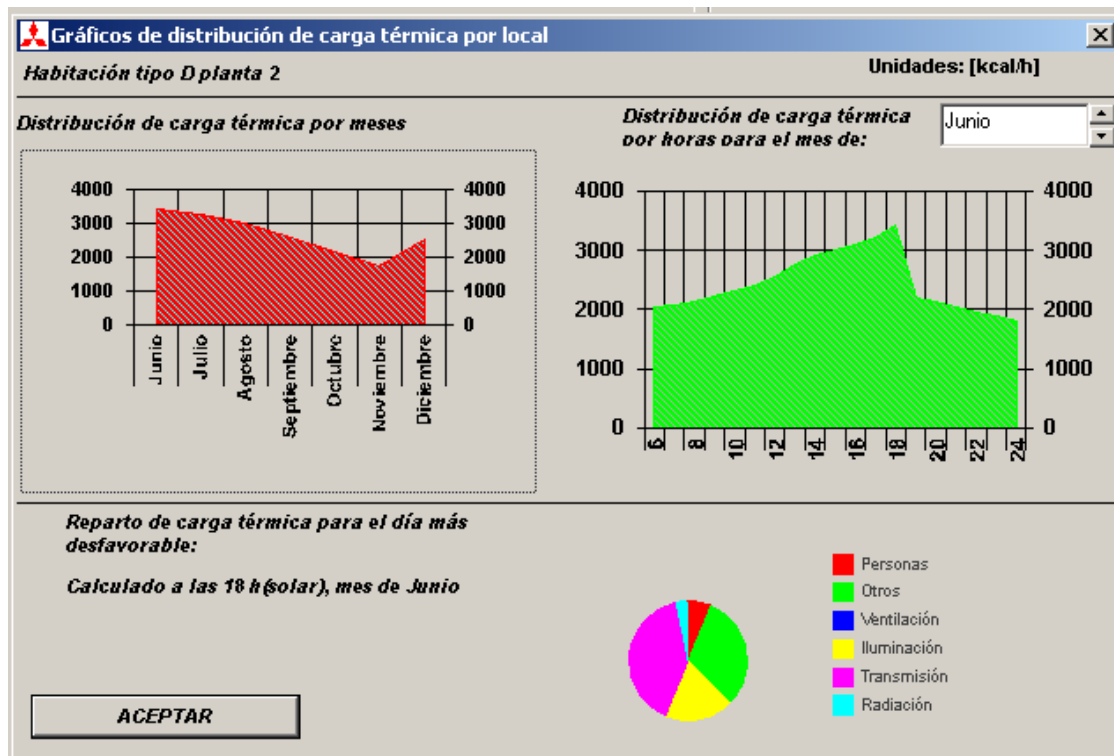 Gráficos de distribución de carga térmica por local
Habitación tipo D planta 2
Unidades: [kcal/h]
Distribución de carga térmica por meses
4000
3000
2000
1000
0
4000
3000
2000
1000
0
Junio
Julio
Agosto
Septiembre
Octubre
Noviembre
Diciembre
Distribución de carga térmica
por horas para el mes de:
Junio
4000
3000
2000
1000
0
4000
3000
2000
1000
0
6
8
10
12
14
16
18
20
22
24
Reparto de carga térmica para el día más
desfavorable:
Calculado a las 18 h(solar), mes de Junio
Personas
Otros
Ventilación
Iluminación
Transmisión
Radiación
ACEPTAR